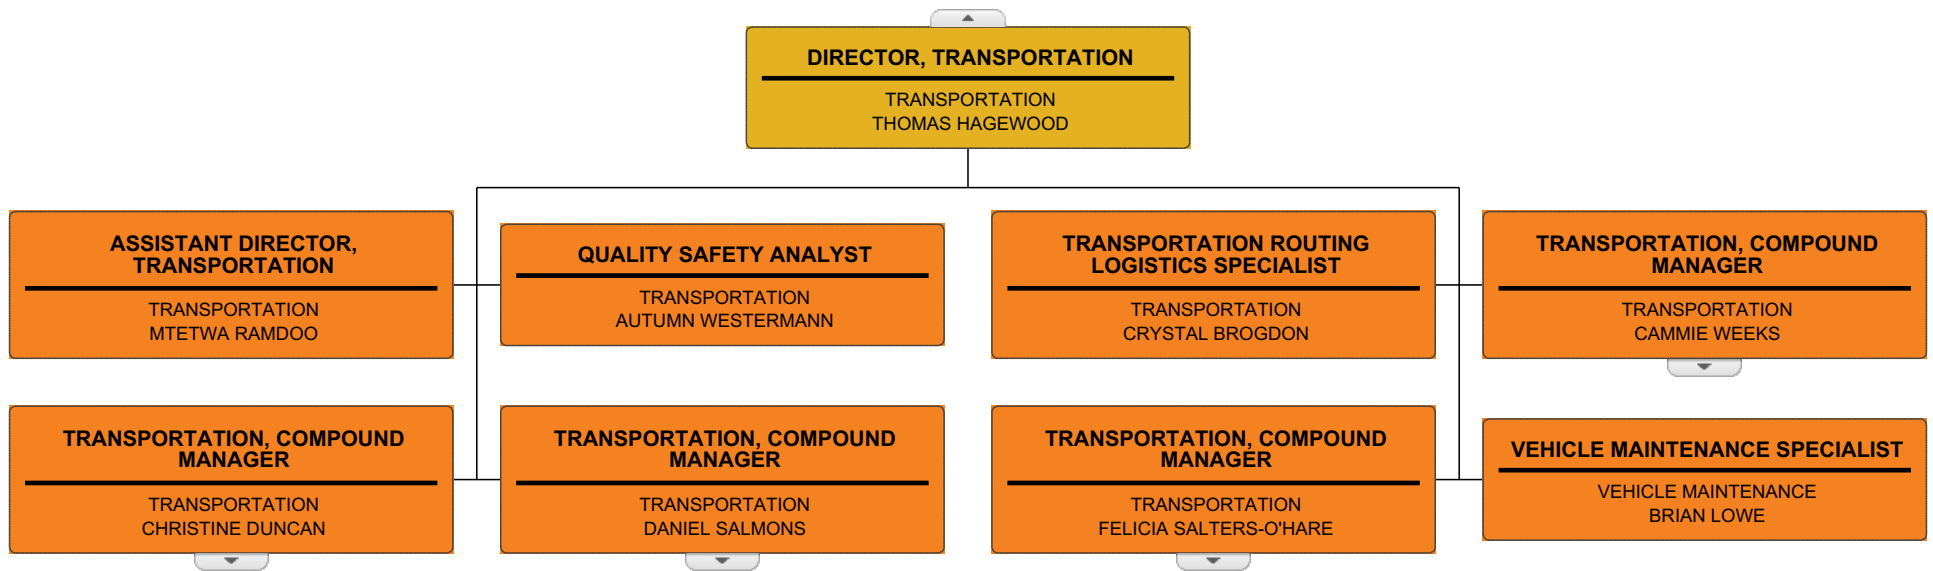 DIRECTOR, TRANSPORTATION
TRANSPORTATION
THOMAS HAGEWOOD
ASSISTANT DIRECTOR,
TRANSPORTATION
TRANSPORTATION
MTETWA RAMDOO
QUALITY SAFETY ANALYST
TRANSPORTATION
AUTUMN WESTERMANN
TRANSPORTATION ROUTING
LOGISTICS SPECIALIST
TRANSPORTATION
CRYSTAL BROGDON
TRANSPORTATION, COMPOUND
MANAGER
TRANSPORTATION
CAMMIE WEEKS
TRANSPORTATION, COMPOUND
MANAGER
TRANSPORTATION
CHRISTINE DUNCAN
TRANSPORTATION, COMPOUND
MANAGER
TRANSPORTATION
DANIEL SALMONS
TRANSPORTATION, COMPOUND
MANAGER
TRANSPORTATION
FELICIA SALTERS-O'HARE
VEHICLE MAINTENANCE SPECIALIST
VEHICLE MAINTENANCE
BRIAN LOWE